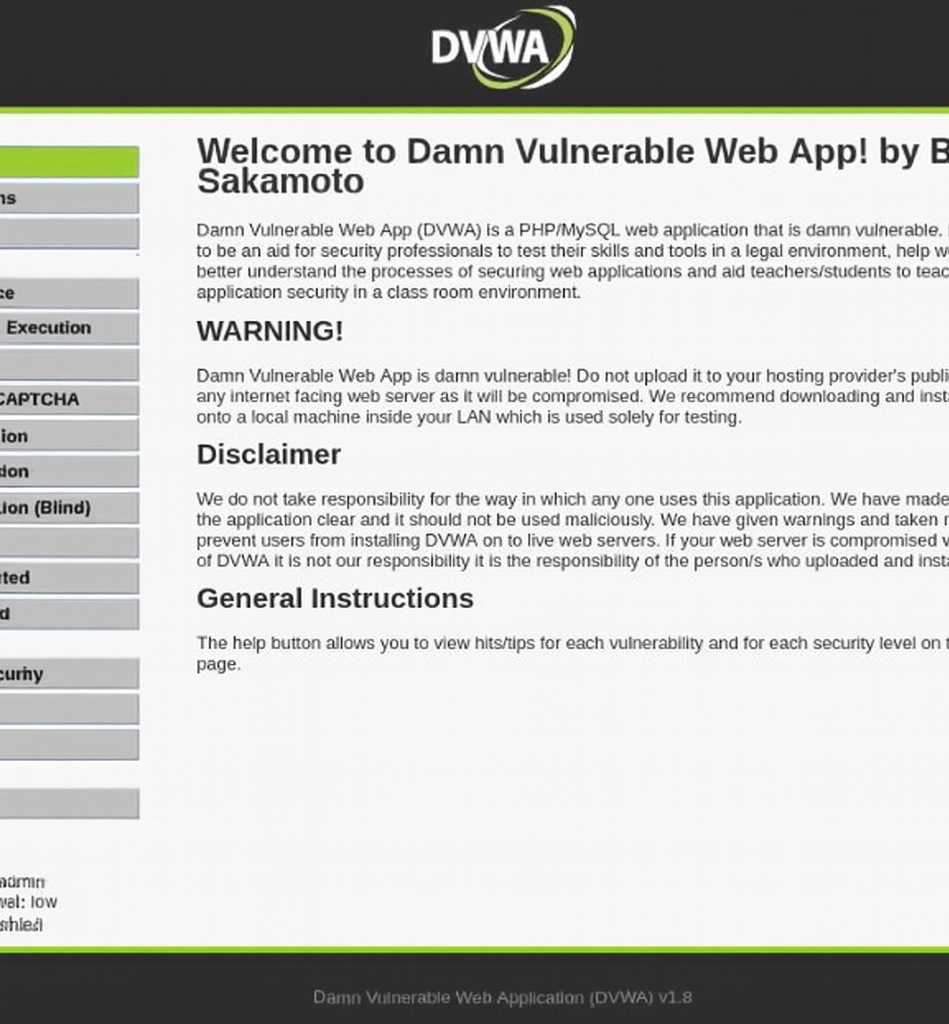 DVWA
ns
ce
Execution
CAPTCHA
ion
ion (Blind)
ted
d
admin
low
Welcome to Damn Vulnerable Web App! by B
Sakamoto
Damn Vulnerable Web App (DVWA) is a PHP/MySQL web application that is damn vulnerable.
to be an aid for security professionals to test their skills and tools in a legal environment, help w
better understand the processes of securing web applications and aid teachers/students to teac
application security in a class room environment.
WARNING!
Damn Vulnerable Web App is damn vulnerable! Do not upload it to your hosting provider's publi
any internet facing web server as it will be compromised. We recommend downloading and insta
onto a local machine inside your LAN which is used solely for testing.
Disclaimer
We do not take responsibility for the way in which any one uses this application. We have made
the application clear and it should not be used maliciously. We have given warnings and taken
prevent users from installing DVWA on to live web servers. If your web server is compromised v
of DVWA it is not our responsibility it is the responsibility of the person/s who uploaded and insta
General Instructions
The help button allows you to view hits/tips for each vulnerability and for each security level on t
page.
Damn Vulnerable Web Application (DVWA) v1.8